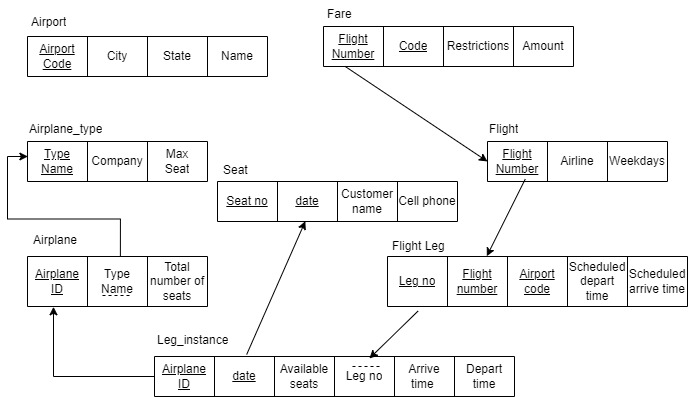 Airport
Airport
Code
City
State
Name
Fare
Flight
Number
Code
Restrictions
Amount
Airplane_type
Type
Name
Company
Max
Seat
Flight
Flight
Number
Airline
Weekdays
Seat
Seat no
date
Customer
name
Cell phone
Airplane
Airplane
ID
Type
Name
Total
number of
seats
Flight Leg
Leg no
Flight
number
Airport
code
Scheduled
depart
time
Scheduled
arrive time
Leg_instance
Airplane
ID
date
Available
seats
Leg no
Arrive
time
Depart
time